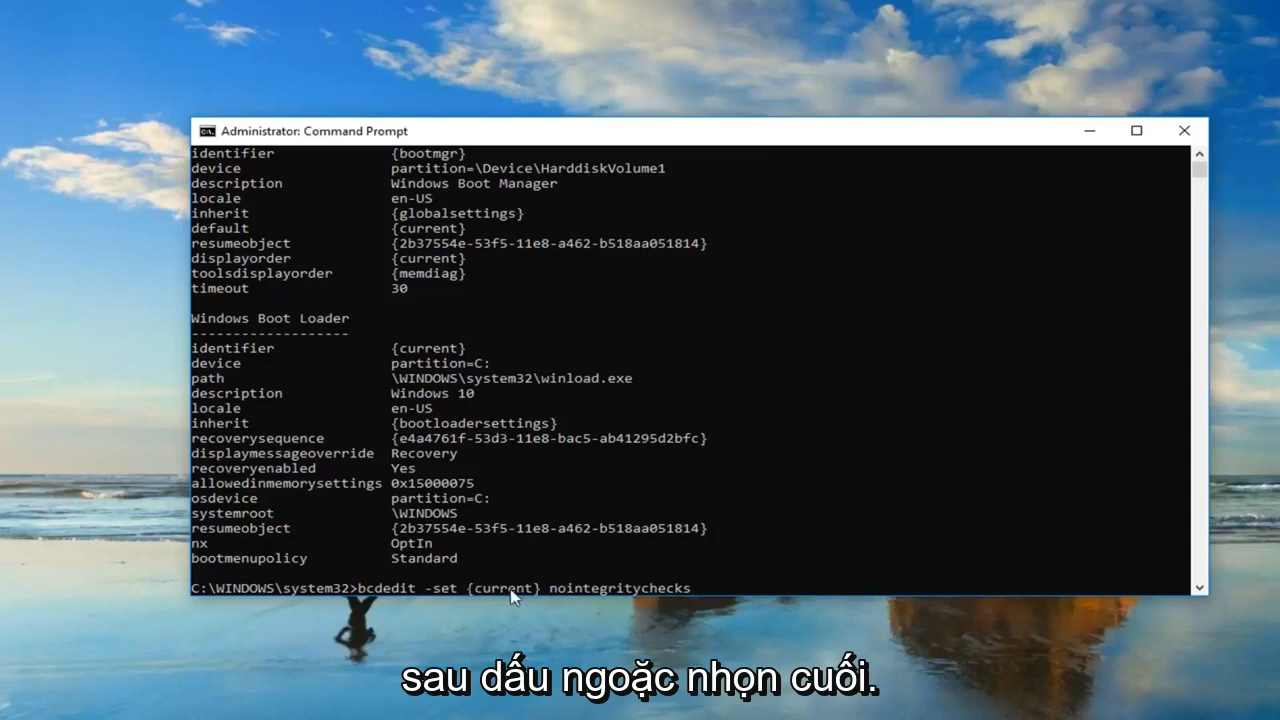 Administrator: Command Prompt
identifier {bootmgr}
device partition=\Device\HarddiskVolume1
description Windows Boot Manager
locale en-US
inherit {globalsettings}
default {current}
resumeobject {2b37554e-53f5-11e8-a462-b518aa051814}
displayorder {current}
toolsdisplayorder {memdiag}
timeout 30
Windows Boot Loader
-------------------
identifier {current}
device partition=C:
path \WINDOWS\system32\winload.exe
description Windows 10
locale en-US
inherit {bootloadersettings}
recoverysequence {e4a4761f-53d3-11e8-bac5-ab41295d2bfc}
displaymessageoverride Recovery
recoveryenabled Yes
allowedinmemorysettings 0x15000075
osdevice partition=C:
systemroot \WINDOWS
resumeobject {2b37554e-53f5-11e8-a462-b518aa051814}
nx OptIn
bootmenupolicy Standard
C:\WINDOWS\system32>bcdedit -set {current} nointegritychecks
sau dấu ngoặc nhọn cuối.